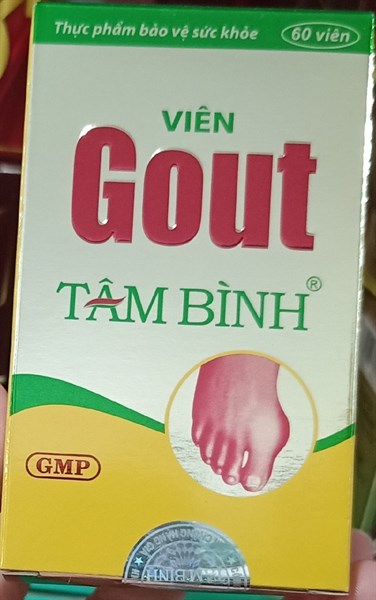 Thực phẩm bảo vệ sức khỏe
60 viên
VIÊN
Gout
TÂM BÌNH®
GMP